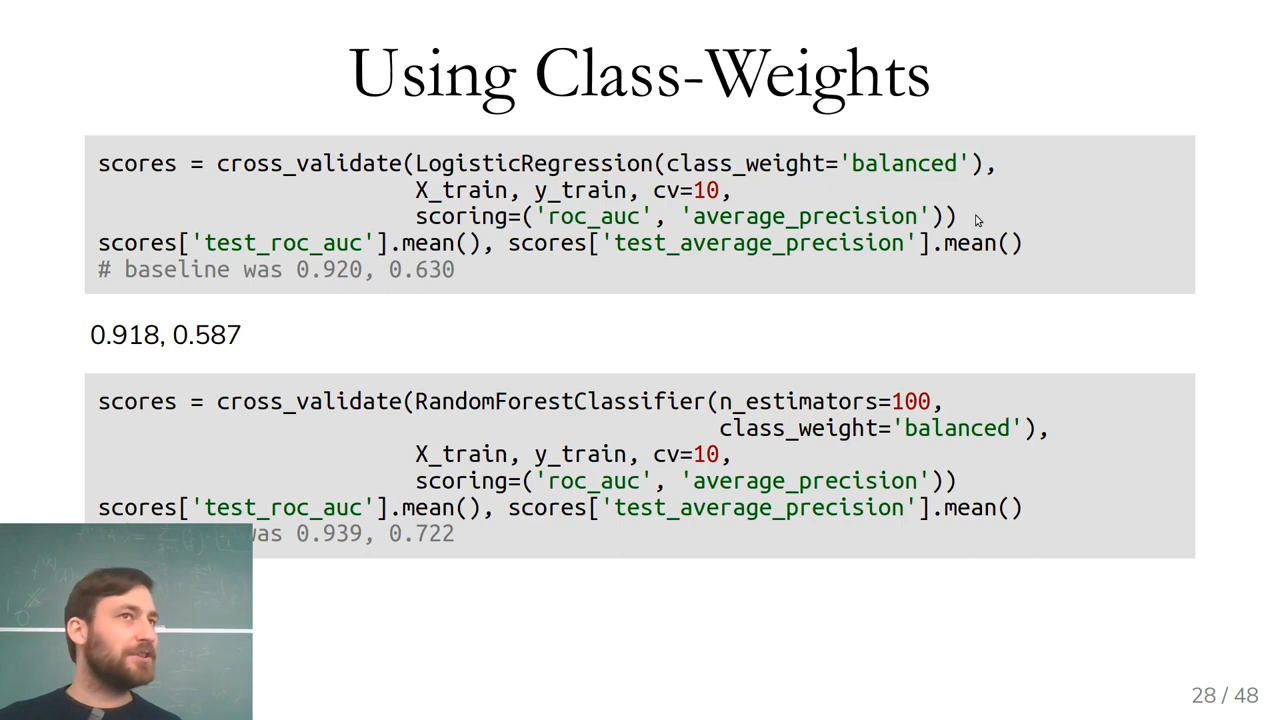 Using Class-Weights
scores = cross_validate(LogisticRegression(class_weight='balanced'),
X_train, y_train, cv=10,
scoring=('roc_auc', 'average_precision'))
scores['test_roc_auc'].mean(), scores['test_average_precision'].mean()
# baseline was 0.920, 0.630
0.918, 0.587
scores = cross_validate(RandomForestClassifier(n_estimators=100,
class_weight='balanced'),
X_train, y_train, cv=10,
scoring=('roc_auc', 'average_precision'))
scores['test_roc_auc'].mean(), scores['test_average_precision'].mean()
was 0.939, 0.722
28 / 48